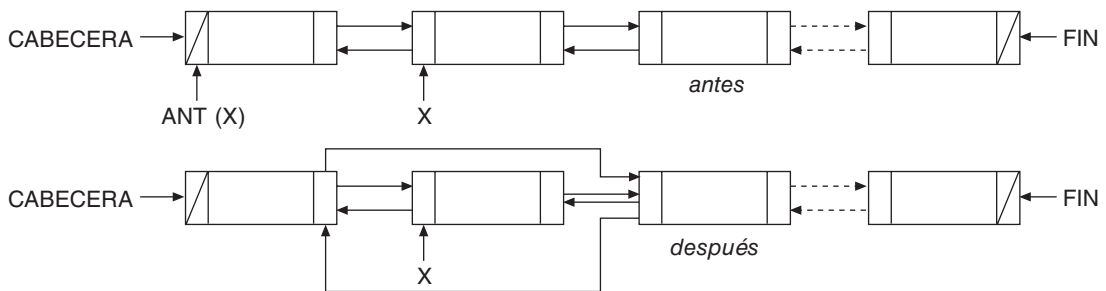 CABECERA FIN
antes
ANT (X) X
CABECERA FIN
después
X